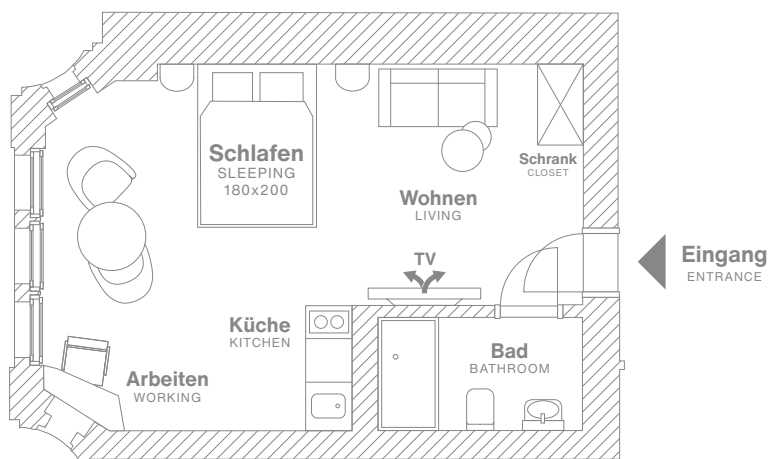 Schlafen
SLEEPING
180x200
Schrank
CLOSET
Wohnen
LIVING
TV
Eingang
ENTRANCE
Küche
KITCHEN
Bad
BATHROOM
Arbeiten
WORKING